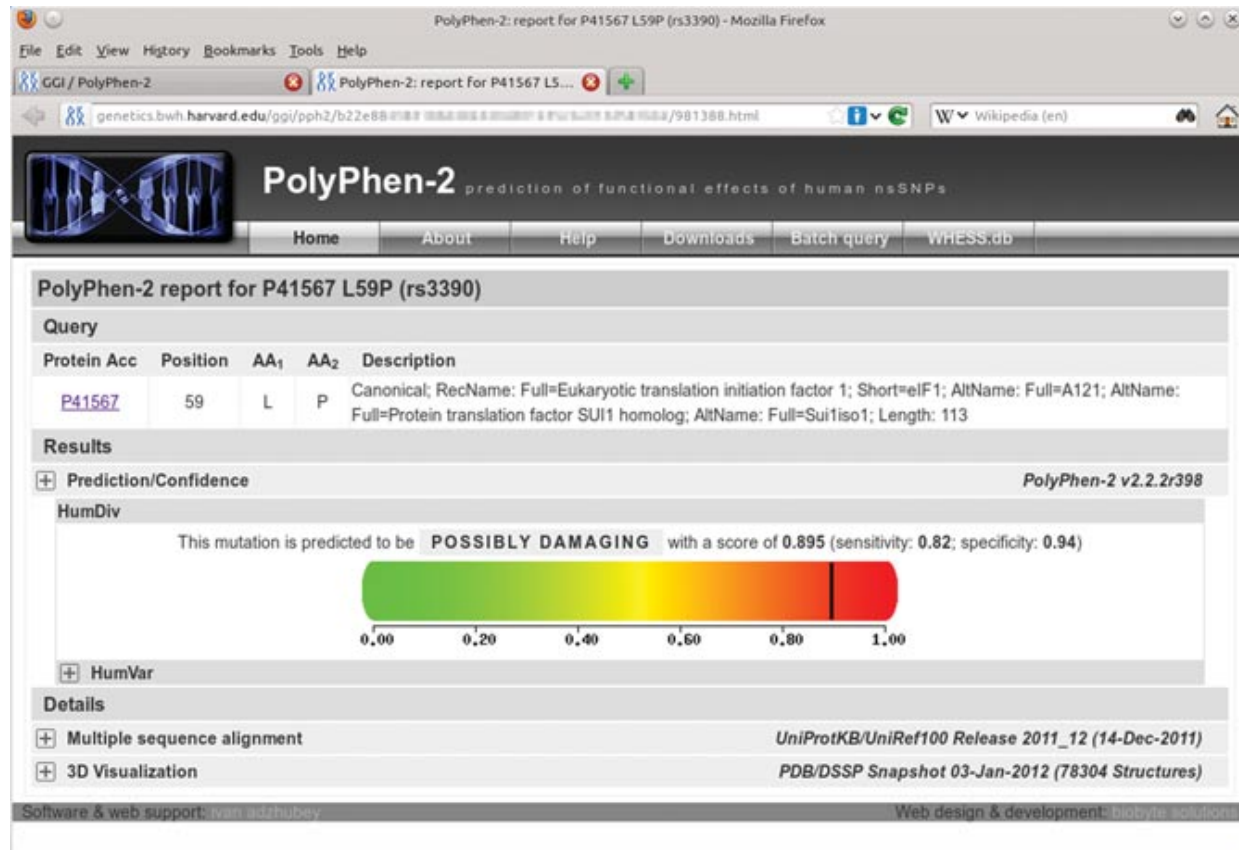 PolyPhen-2: report for P41567 L59P (rs3390) - Mozilla Firefox
File Edit View History Bookmarks Tools Help
GGI / PolyPhen-2 PolyPhen-2: report for P41567 L5...
genetics.bwh.harvard.edu/ggi/pph2/b22e88 /981388.html W Wikipedia (en)
PolyPhen-2 prediction of functional effects of human nsSNPs
Home About Help Downloads Batch query WHESS.db
PolyPhen-2 report for P41567 L59P (rs3390)
Query
Protein Acc Position AA1 AA2 Description
P41567 59 L P Canonical; RecName: Full=Eukaryotic translation initiation factor 1; Short=eIF1; AltName: Full=A121; AltName:
Full=Protein translation factor SUI1 homolog; AltName: Full=Sui1iso1; Length: 113
Results
+ Prediction/Confidence PolyPhen-2 v2.2.2r398
HumDiv
This mutation is predicted to be POSSIBLY DAMAGING with a score of 0.895 (sensitivity: 0.82; specificity: 0.94)
0.00 0.20 0.40 0.60 0.80 1.00
+ HumVar
Details
+ Multiple sequence alignment UniProtKB/UniRef100 Release 2011_12 (14-Dec-2011)
+ 3D Visualization PDB/DSSP Snapshot 03-Jan-2012 (78304 Structures)
Software & web support: ivan adzhubey Web design & development: biobyte solutions